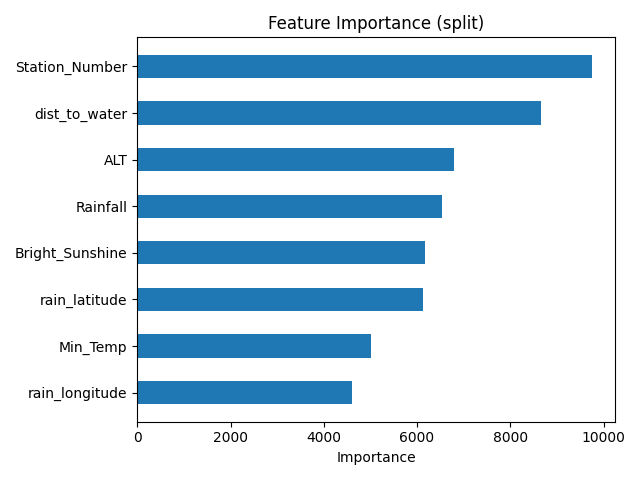 Feature Importance (split)
Station_Number
dist_to_water
ALT
Rainfall
Bright_Sunshine
rain_latitude
Min_Temp
rain_longitude
0 2000 4000 6000 8000 10000
Importance